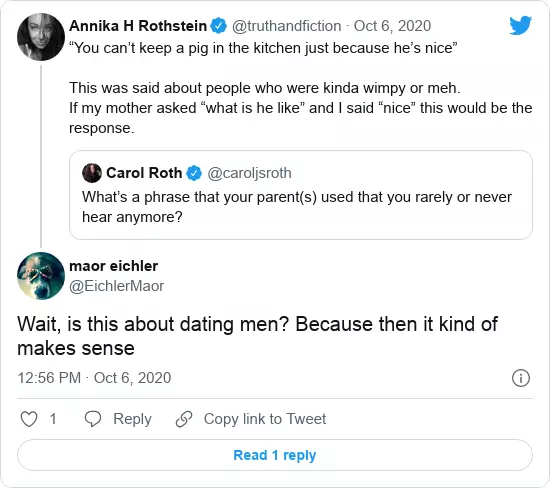 Annika H Rothstein @truthandfiction · Oct 6, 2020
“You can’t keep a pig in the kitchen just because he’s nice”
This was said about people who were kinda wimpy or meh.
If my mother asked “what is he like” and I said “nice” this would be the
response.
Carol Roth @caroljsroth
What’s a phrase that your parent(s) used that you rarely or never
hear anymore?
maor eichler
@EichlerMaor
Wait, is this about dating men? Because then it kind of
makes sense
12:56 PM · Oct 6, 2020
1 Reply Copy link to Tweet
Read 1 reply